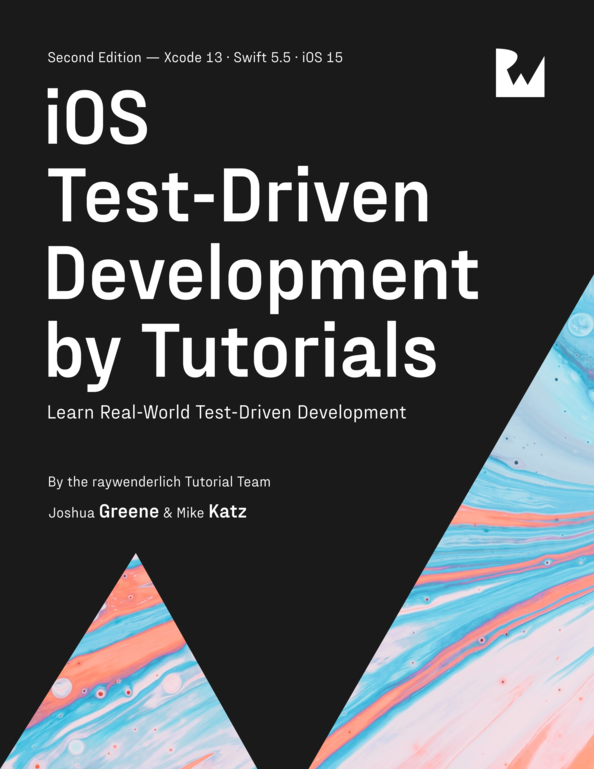 Second Edition — Xcode 13 · Swift 5.5 · iOS 15
iOS
Test-Driven
Development
by Tutorials
Learn Real-World Test-Driven Development
By the raywenderlich Tutorial Team
Joshua Greene & Mike Katz